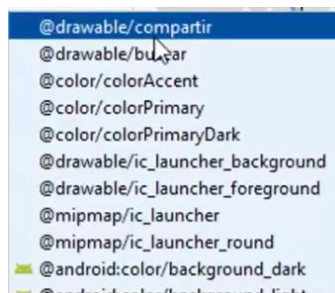 @drawable/compartir
@color/colorAccent
@color/colorPrimary
@color/colorPrimaryDark
@drawable/ic_launcher_background
@drawable/ic_launcher_foreground
@mipmap/ic_launcher
@mipmap/ic_launcher_round
@android:color/background_dark